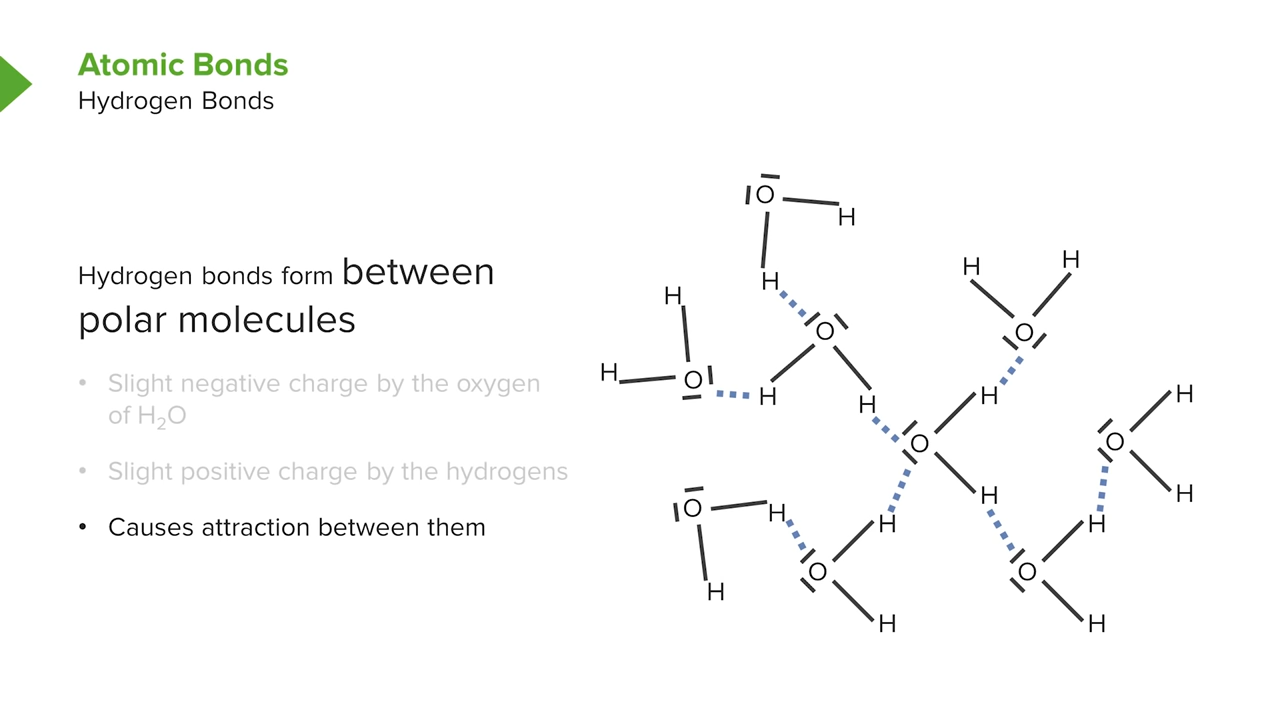 Atomic Bonds
Hydrogen Bonds
Hydrogen bonds form between
polar molecules
• Slight negative charge by the oxygen
of H₂O
• Slight positive charge by the hydrogens
• Causes attraction between them
O
H
H
H
H
O
H
O
H
H
O
H
H
H
O
H
O
H
H
O
H
O
H
H
H
H
O
H
O
H
H